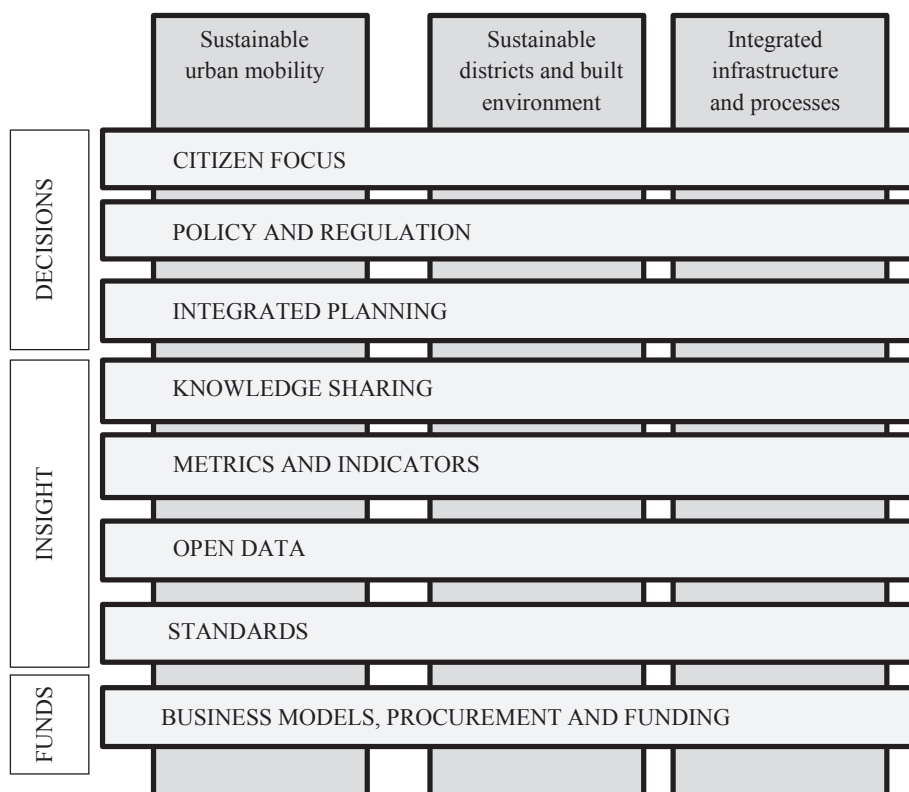 Sustainable
urban mobility
Sustainable
districts and built
environment
Integrated
infrastructure
and processes
DECISIONS
CITIZEN FOCUS
POLICY AND REGULATION
INTEGRATED PLANNING
INSIGHT
KNOWLEDGE SHARING
METRICS AND INDICATORS
OPEN DATA
STANDARDS
FUNDS
BUSINESS MODELS, PROCUREMENT AND FUNDING